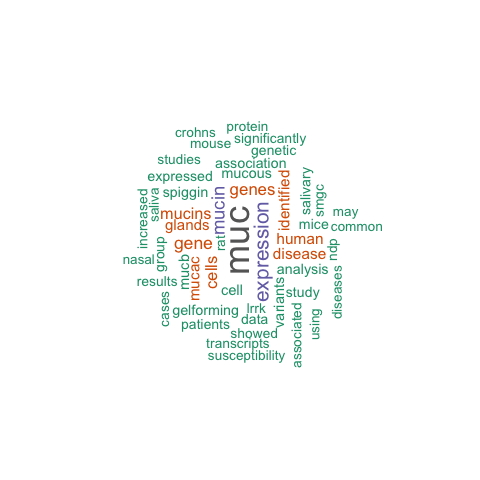 protein
crohns
significantly
mouse
genetic
studies
association
mucous
expressed
genes
spiggin
mucin
identified
salivary
smgc
increased
saliva
mucins
glands
muc
expression
may
mice
common
human
gene
rat
group
disease
ndp
nasal
mucb
cells
mucac
analysis
results
cell
variants
study
diseases
cases
gelforming
lrrk
data
patients
showed
associated
using
transcripts
susceptibility